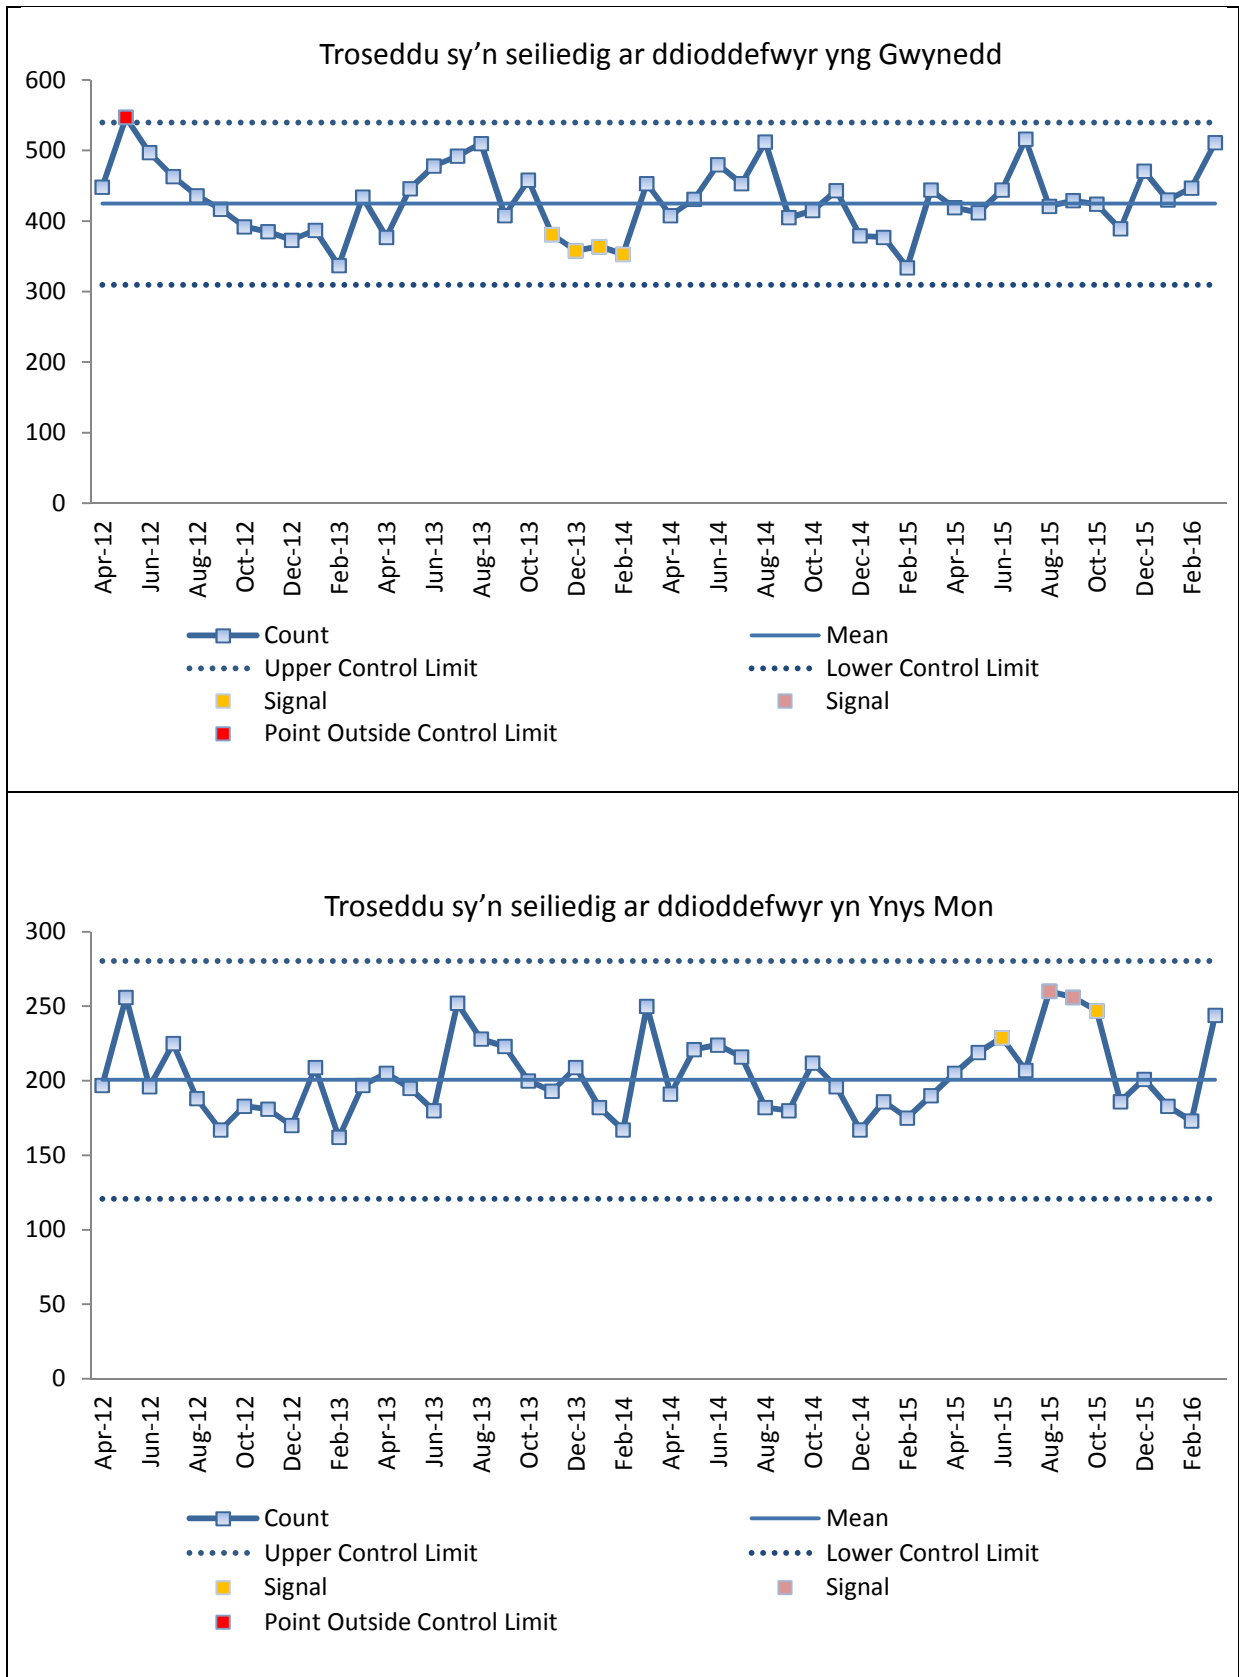 Troseddu sy’n seiliedig ar ddioddefwyr yng Gwynedd
600
500
400
300
200
100
0
Apr-12 Jun-12 Aug-12 Oct-12 Dec-12 Feb-13 Apr-13 Jun-13 Aug-13 Oct-13 Dec-13 Feb-14 Apr-14 Jun-14 Aug-14 Oct-14 Dec-14 Feb-15 Apr-15 Jun-15 Aug-15 Oct-15 Dec-15 Feb-16
Count Mean
Upper Control Limit Lower Control Limit
Signal Signal
Point Outside Control Limit
Troseddu sy’n seiliedig ar ddioddefwyr yn Ynys Mon
300
250
200
150
100
50
0
Apr-12 Jun-12 Aug-12 Oct-12 Dec-12 Feb-13 Apr-13 Jun-13 Aug-13 Oct-13 Dec-13 Feb-14 Apr-14 Jun-14 Aug-14 Oct-14 Dec-14 Feb-15 Apr-15 Jun-15 Aug-15 Oct-15 Dec-15 Feb-16
Count Mean
Upper Control Limit Lower Control Limit
Signal Signal
Point Outside Control Limit